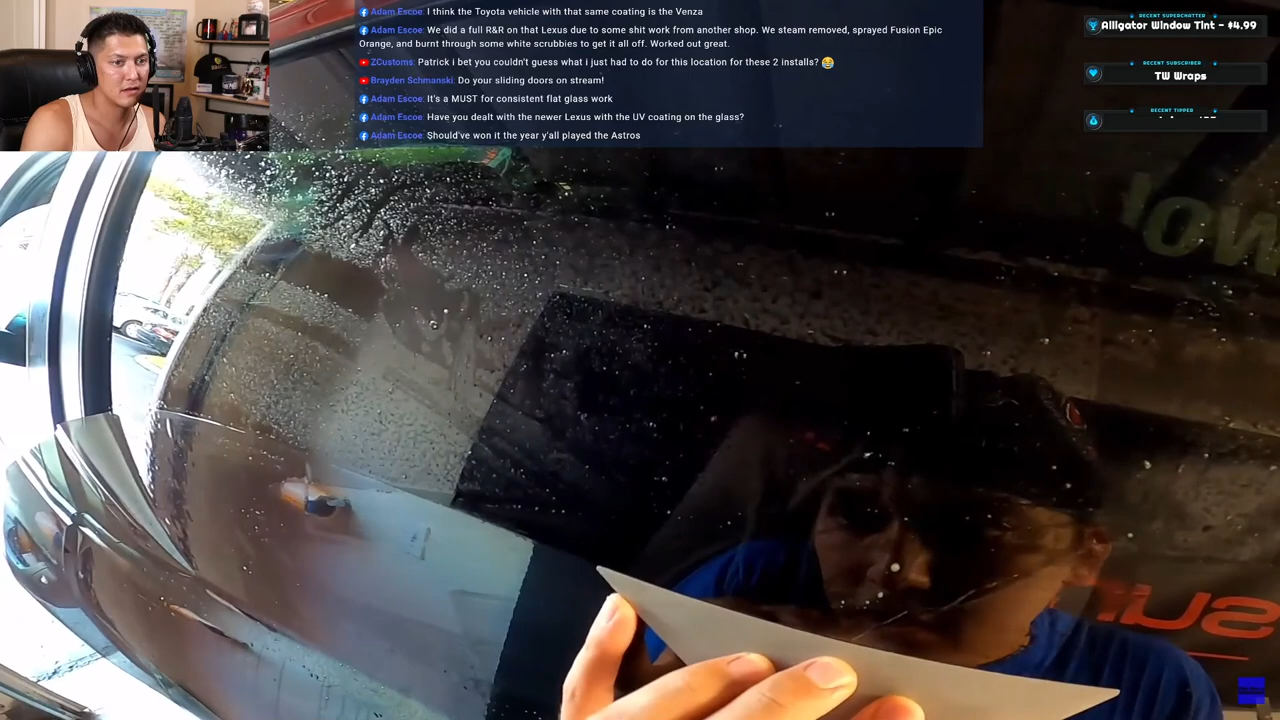 Adam Escoe: I think the Toyota vehicle with that same coating is the Venza
Adam Escoe: We did a full R&R on that Lexus due to some shit work from another shop. We steam removed, sprayed Fusion Epic
Orange, and burnt through some white scrubbies to get it all off. Worked out great.
ZCustoms: Patrick i bet you couldn't guess what i just had to do for this location for these 2 installs? 😂
Brayden Schmanski: Do your sliding doors on stream!
Adam Escoe: It's a MUST for consistent flat glass work
Adam Escoe: Have you dealt with the newer Lexus with the UV coating on the glass?
Adam Escoe: Should've won it the year y'all played the Astros
RECENT SUPERCHATTER
Alligator Window Tint - $4.99
RECENT SUBSCRIBER
TW Wraps
RECENT TIPPER